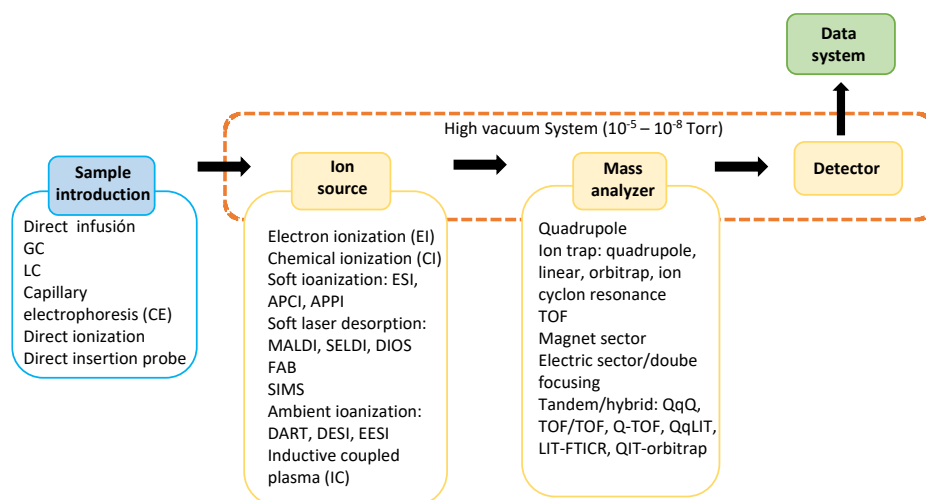 Data
system
High vacuum System (10⁻⁵ – 10⁻⁸ Torr)
Sample
introduction
Ion
source
Mass
analyzer
Detector
Direct infusión
GC
LC
Capillary
electrophoresis (CE)
Direct ionization
Direct insertion probe
Electron ionization (EI)
Chemical ionization (CI)
Soft ioanization: ESI,
APCI, APPI
Soft laser desorption:
MALDI, SELDI, DIOS
FAB
SIMS
Ambient ioanization:
DART, DESI, EESI
Inductive coupled
plasma (IC)
Quadrupole
Ion trap: quadrupole,
linear, orbitrap, ion
cyclon resonance
TOF
Magnet sector
Electric sector/doube
focusing
Tandem/hybrid: QqQ,
TOF/TOF, Q-TOF, QqLIT,
LIT-FTICR, QIT-orbitrap